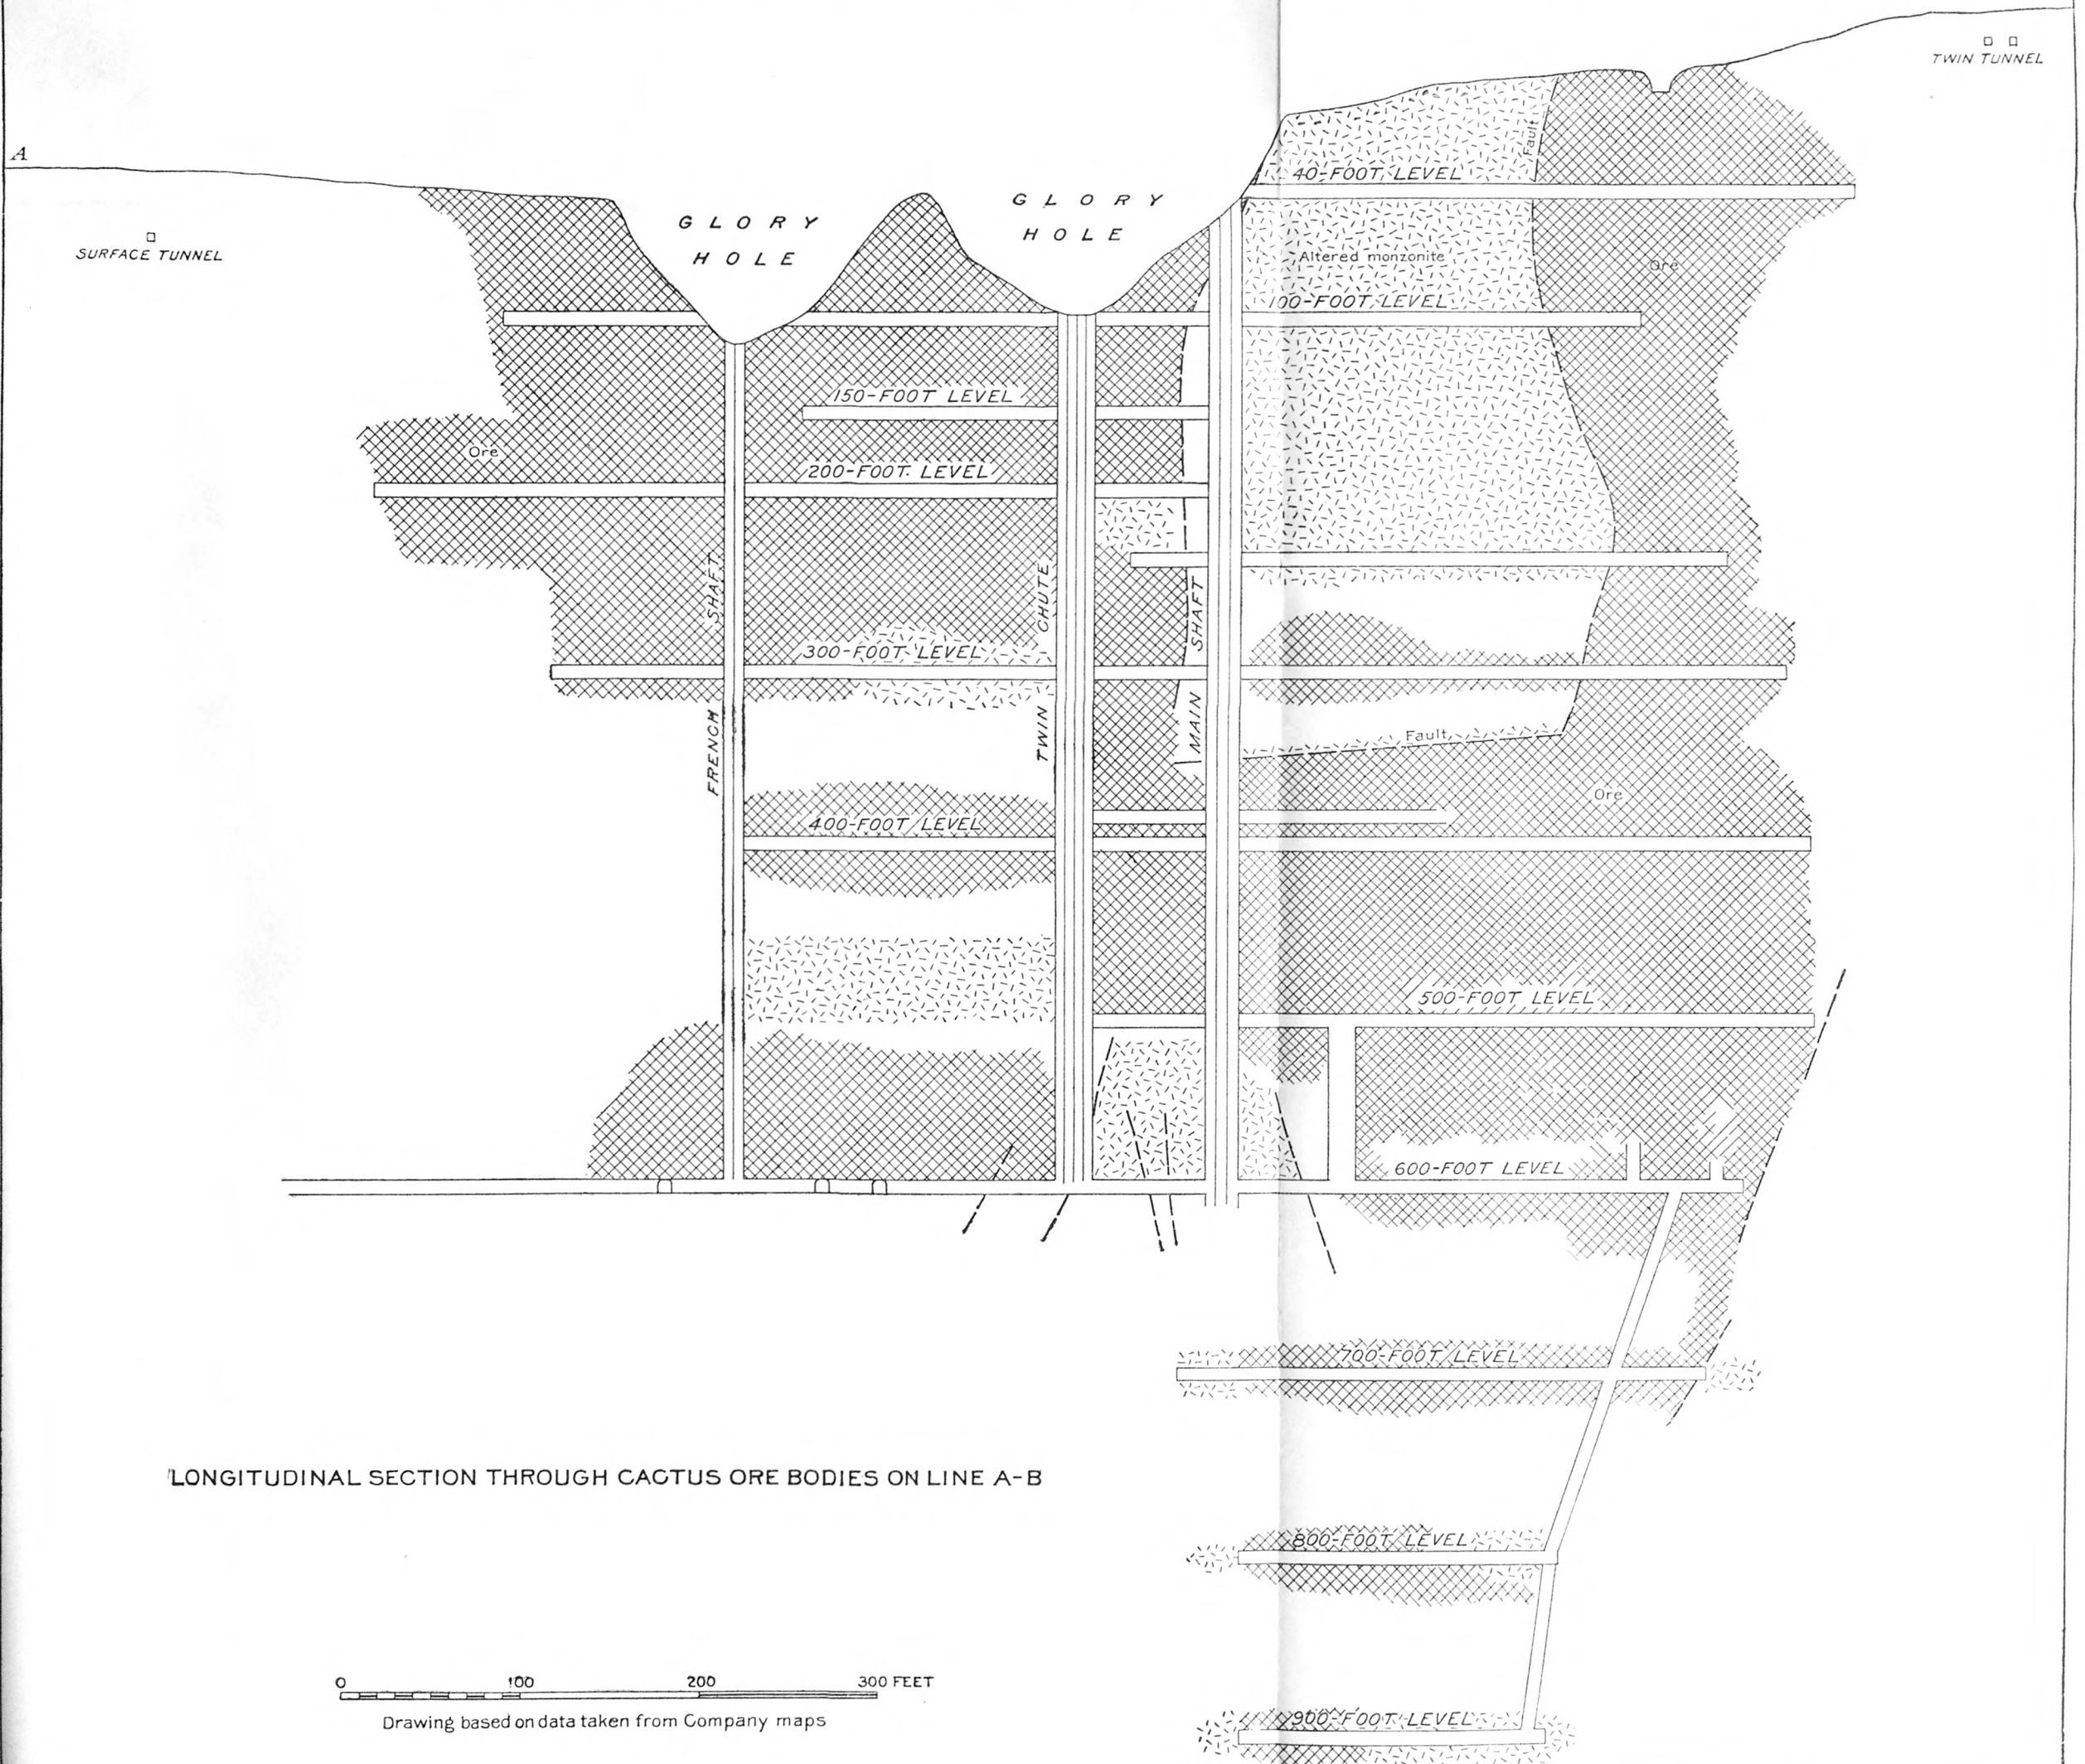 TWIN TUNNEL
A
Fault
40-FOOT LEVEL
GLORY
HOLE
GLORY
HOLE
SURFACE TUNNEL
Altered monzonite
Ore
100-FOOT LEVEL
150-FOOT LEVEL
Ore
200-FOOT LEVEL
FRENCH SHAFT
TWIN CHUTE
MAIN SHAFT
300-FOOT LEVEL
Fault
Ore
400-FOOT LEVEL
500-FOOT LEVEL
600-FOOT LEVEL
700-FOOT LEVEL
LONGITUDINAL SECTION THROUGH CACTUS ORE BODIES ON LINE A-B
800-FOOT LEVEL
0 100 200 300 FEET
Drawing based on data taken from Company maps
900-FOOT LEVEL